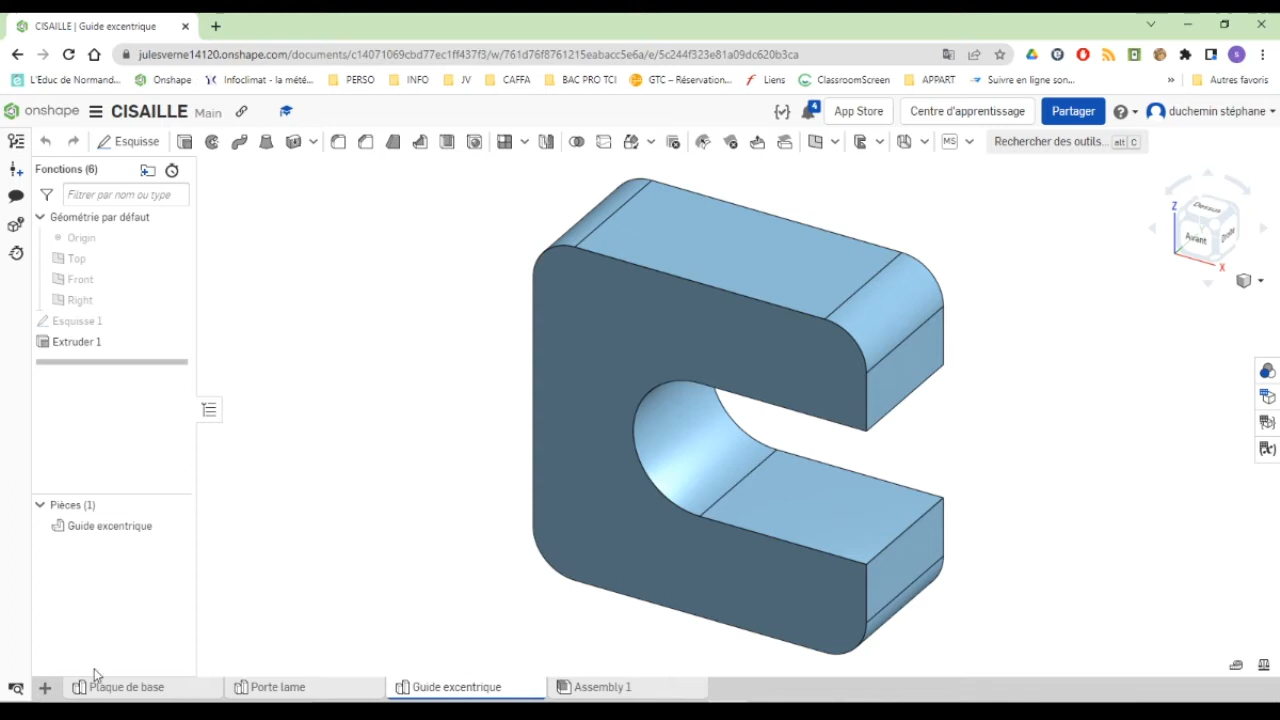 CISAILLE | Guide excentrique
julesverne14120.onshape.com/documents/c14071069cbd77ec1ff437f3/w/761d76f8761215eabacc5e6a/e/5c244f323e81a09dc620b3ca
S
L'Educ de Normand... Onshape Infoclimat - la mété... PERSO INFO JV CAFFA BAC PRO TCI GTC – Réservation... Liens ClassroomScreen APPART Suivre en ligne son... » Autres favoris
onshape CISAILLE Main 4 App Store Centre d'apprentissage Partager duchemin stéphane
Esquisse MS Rechercher des outils... alt C
Fonctions (6)
Filtrer par nom ou type
Géométrie par défaut
Origin
Top
Front
Right
Esquisse 1
Extruder 1
Z
Dessus
Avant
Droite
X
Pièces (1)
Guide excentrique
Plaque de base Porte lame Guide excentrique Assembly 1